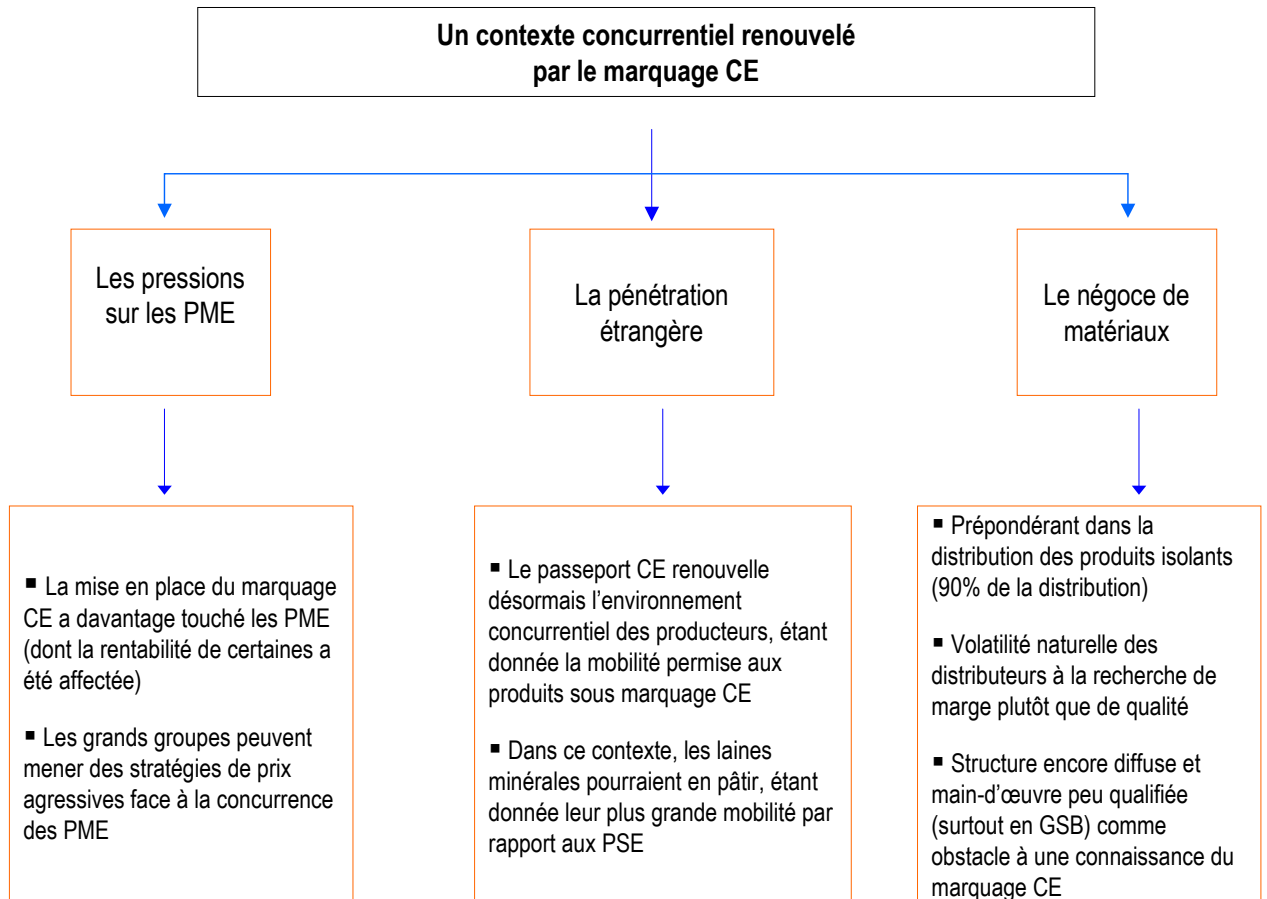 Un contexte concurrentiel renouvelé
par le marquage CE
Les pressions
sur les PME
La pénétration
étrangère
Le négoce de
matériaux
■ La mise en place du marquage
CE a davantage touché les PME
(dont la rentabilité de certaines a
été affectée)
■ Les grands groupes peuvent
mener des stratégies de prix
agressives face à la concurrence
des PME
■ Le passeport CE renouvelle
désormais l’environnement
concurrentiel des producteurs, étant
donnée la mobilité permise aux
produits sous marquage CE
■ Dans ce contexte, les laines
minérales pourraient en pâtir, étant
donnée leur plus grande mobilité par
rapport aux PSE
■ Prépondérant dans la
distribution des produits isolants
(90% de la distribution)
■ Volatilité naturelle des
distributeurs à la recherche de
marge plutôt que de qualité
■ Structure encore diffuse et
main-d’œuvre peu qualifiée
(surtout en GSB) comme
obstacle à une connaissance du
marquage CE